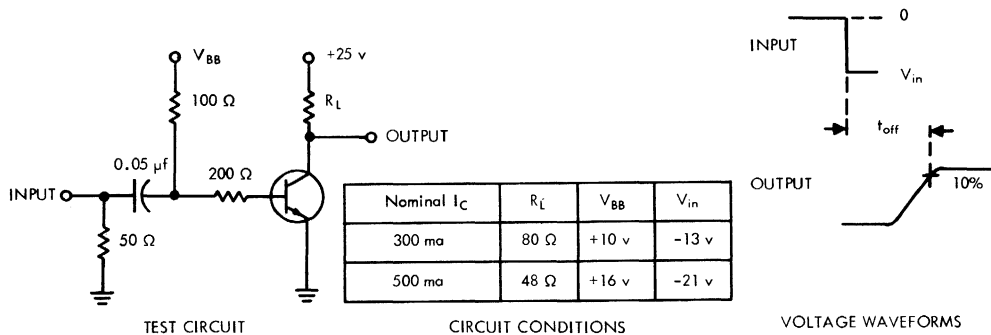 V_BB
100 Ω
0.05 μf
INPUT
50 Ω
200 Ω
+25 v
R_L
OUTPUT
TEST CIRCUIT
Nominal I_C R_L V_BB V_in
300 ma 80 Ω +10 v -13 v
500 ma 48 Ω +16 v -21 v
CIRCUIT CONDITIONS
0
INPUT
V_in
t_off
OUTPUT
10%
VOLTAGE WAVEFORMS